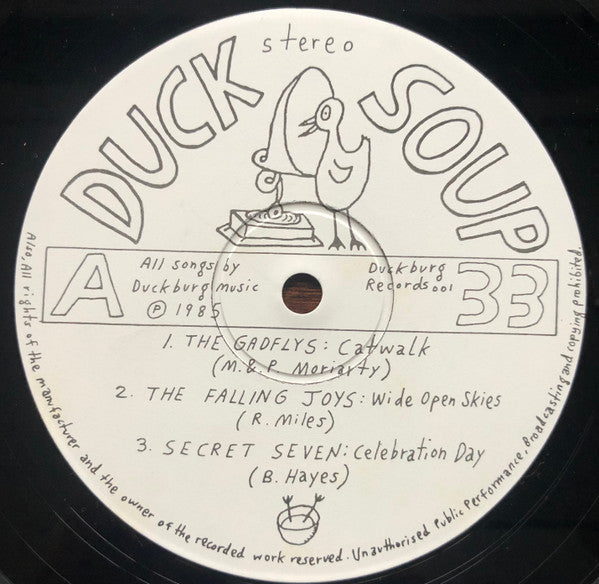 stereo
DUCK SOUP
A
All songs by
Duckburg music
Ⓟ 1985
Duckburg
Records 001
33
1. THE GADFLYS: Catwalk
(M. & P. Moriarty)
2. THE FALLING JOYS: Wide Open Skies
(R. Miles)
3. SECRET SEVEN: Celebration Day
(B. Hayes)
Also, All rights of the manufacturer and the owner of the recorded work reserved. Unauthorised Public Performance, Broadcasting and copying prohibited.